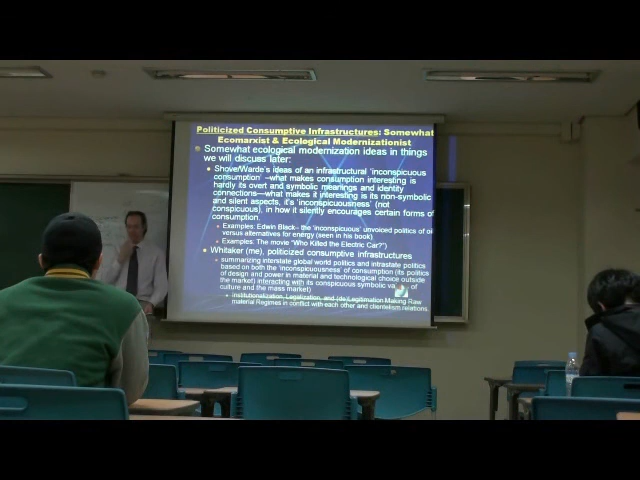 Politicized Consumptive Infrastructures: Somewhat
Ecomarxist & Ecological Modernizationist
Somewhat ecological modernization ideas in things
we will discuss later:
Shove/Warde's ideas of an infrastructural 'inconspicuous
consumption' –what makes consumption interesting is
hardly its overt and symbolic meanings and identity
connections—what makes it interesting is its non-symbolic
and silent aspects, it's 'inconspicuousness' (not
conspicuous), in how it silently encourages certain forms of
consumption.
Examples: Edwin Black– the 'inconspicuous' unvoiced politics of oil
versus alternatives for energy (seen in his book)
Examples: The movie "Who Killed the Electric Car?"
Whitaker (me), politicized consumptive infrastructures
summarizing interstate global world politics and intrastate politics
based on both the 'inconspicuousness' of consumption (its politics
of design and power in material and technological choice outside
the market) interacting with its conspicuous symbolic of
culture and the mass market)
Institutionalization, Legalization, and (de)Legitimation Making Raw
material Regimes in conflict with each other and clientelism relations